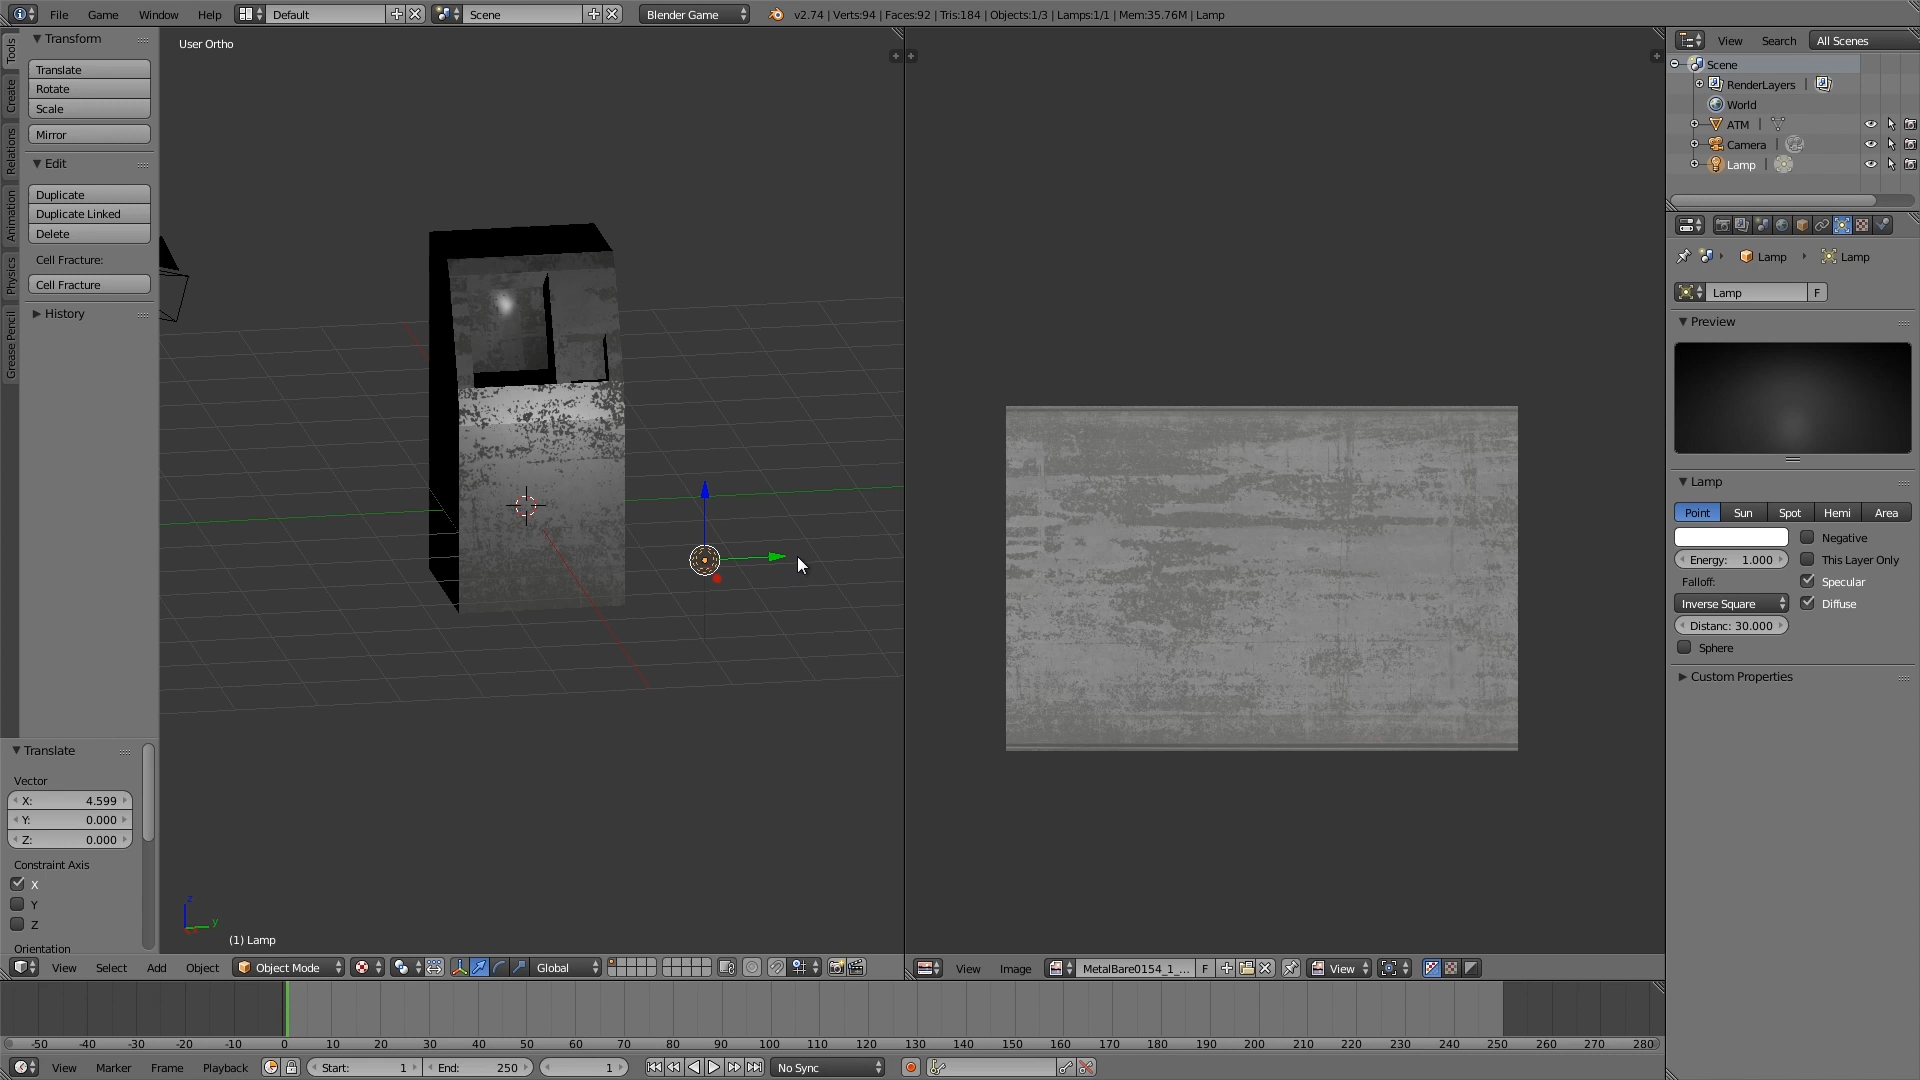 File Game Window Help Default Scene Blender Game v2.74 | Verts:94 | Faces:92 | Tris:184 | Objects:1/3 | Lamps:1/1 | Mem:35.76M | Lamp
Tools
Create
Relations
Animation
Physics
Grease Pencil
Transform
Translate
Rotate
Scale
Mirror
Edit
Duplicate
Duplicate Linked
Delete
Cell Fracture:
Cell Fracture
History
Translate
Vector
X: 4.599
Y: 0.000
Z: 0.000
Constraint Axis
X
Y
Z
Orientation
User Ortho
z
y
(1) Lamp
View Select Add Object Object Mode Global
View Image MetalBare0154_1_... F View
View Search All Scenes
Scene
RenderLayers |
World
ATM |
Camera |
Lamp |
Lamp Lamp
Lamp F
Preview
Lamp
Point Sun Spot Hemi Area
Negative
Energy: 1.000 This Layer Only
Falloff: Specular
Inverse Square Diffuse
Distanc: 30.000
Sphere
Custom Properties
-50 -40 -30 -20 -10 0 10 20 30 40 50 60 70 80 90 100 110 120 130 140 150 160 170 180 190 200 210 220 230 240 250 260 270 280
View Marker Frame Playback Start: 1 End: 250 1 No Sync